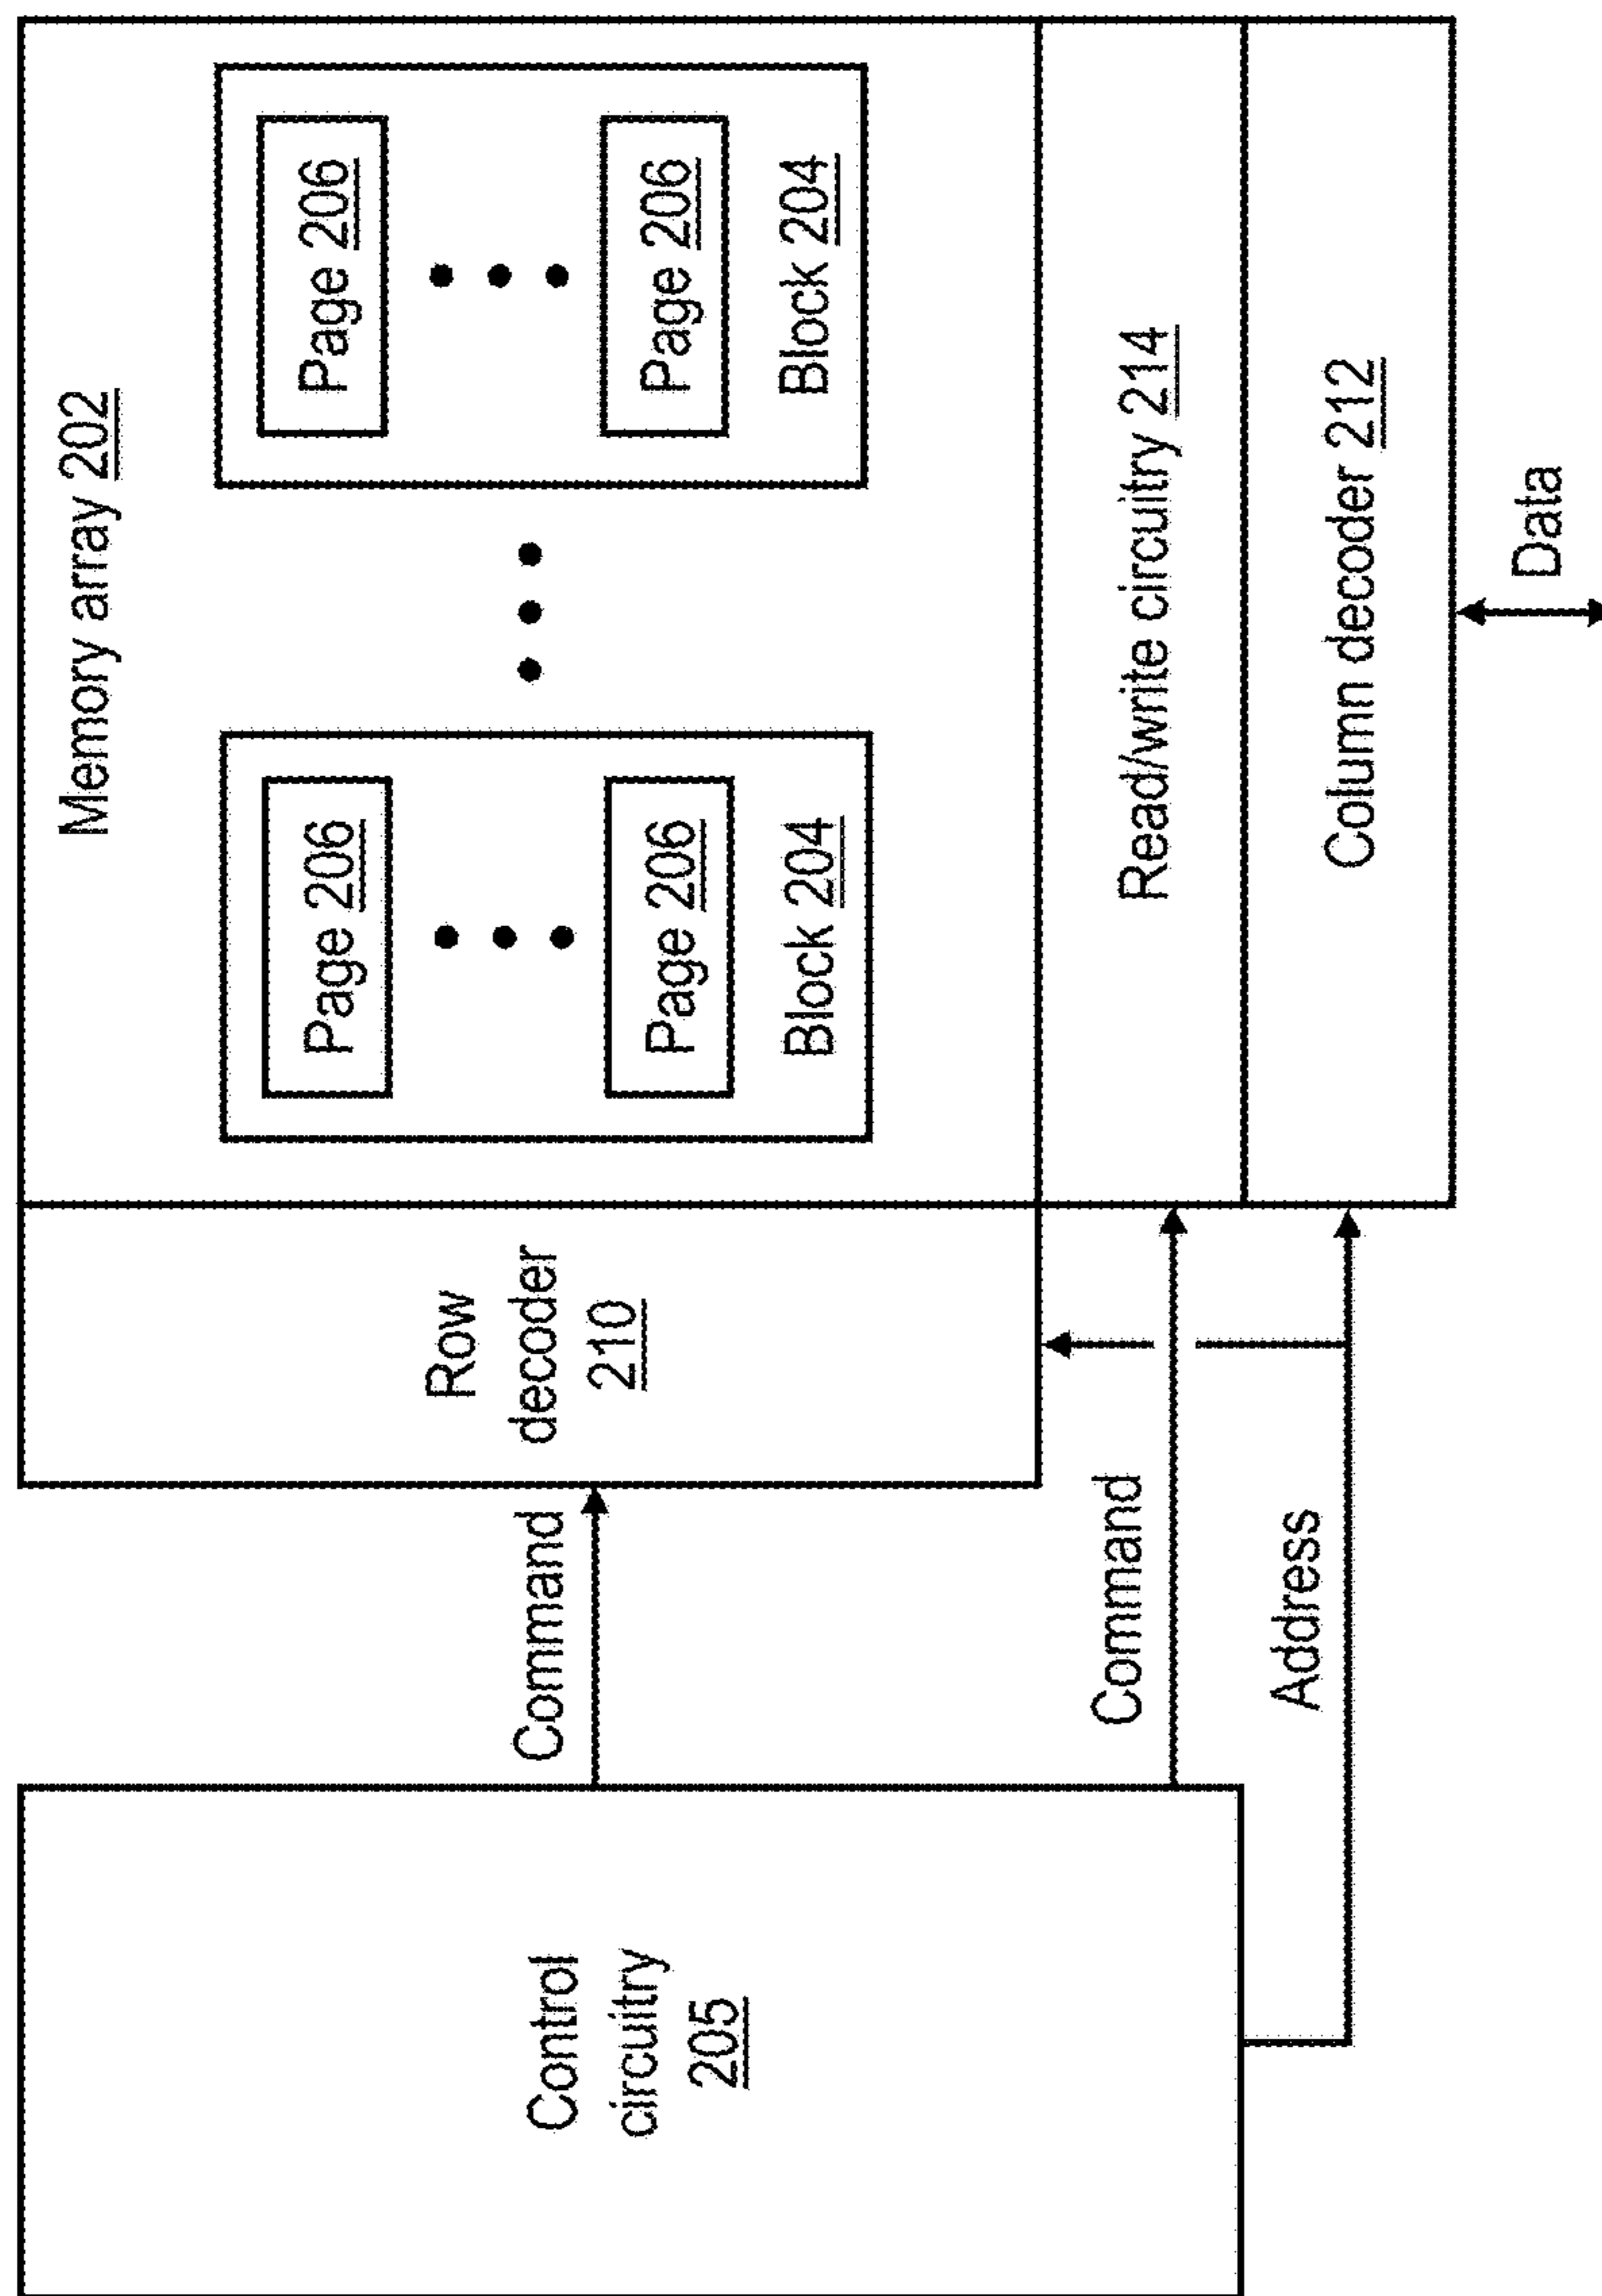 Memory array 202
Page 206
Page 206
Block 204
Page 206
Page 206
Block 204
Control
circuitry
205
Command
Row
decoder
210
Command
Read/write circuitry 214
Address
Column decoder 212
Data